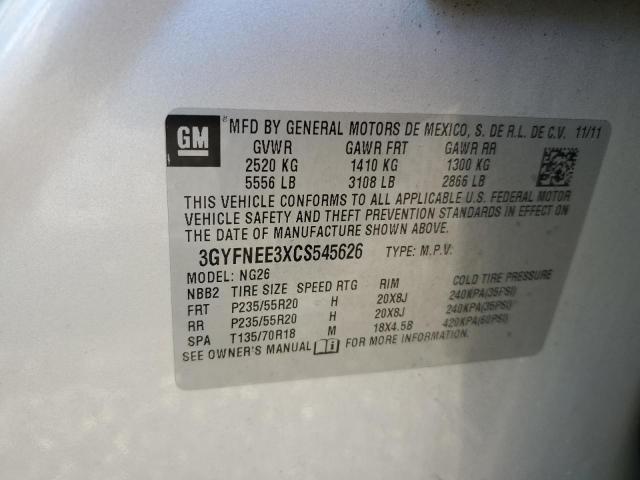 GM
MFD BY GENERAL MOTORS DE MEXICO, S. DE R.L. DE C.V. 11/11
GVWR GAWR FRT GAWR RR
2520 KG 1410 KG 1300 KG
5556 LB 3108 LB 2866 LB
THIS VEHICLE CONFORMS TO ALL APPLICABLE U.S. FEDERAL MOTOR
VEHICLE SAFETY AND THEFT PREVENTION STANDARDS IN EFFECT ON
THE DATE OF MANUFACTURE SHOWN ABOVE.
3GYFNEE3XCS545626 TYPE: M.P.V.
MODEL: NG26
NBB2 TIRE SIZE SPEED RTG RIM COLD TIRE PRESSURE
FRT P235/55R20 H 20X8J 240KPA(35PSI)
RR P235/55R20 H 20X8J 240KPA(35PSI)
SPA T135/70R18 M 18X4.5B 420KPA(60PSI)
SEE OWNER'S MANUAL FOR MORE INFORMATION.